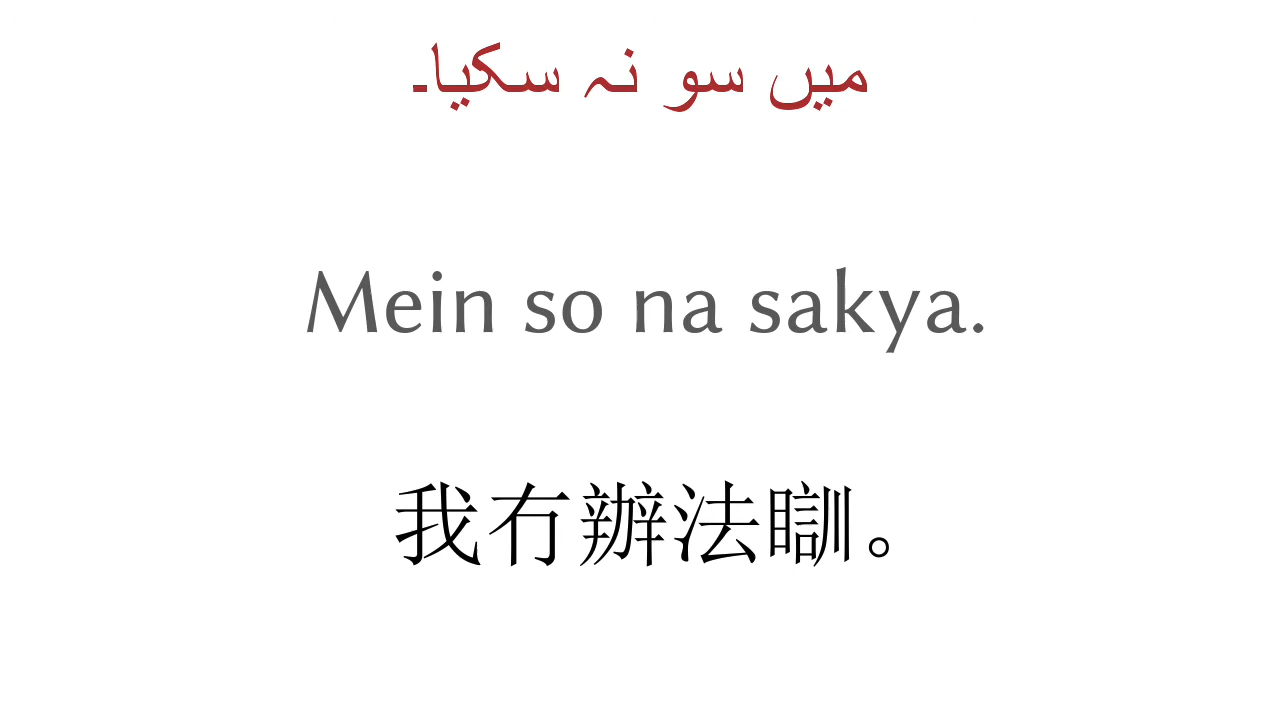 میں سو نہ سکیا۔
Mein so na sakya.
我冇辦法瞓。